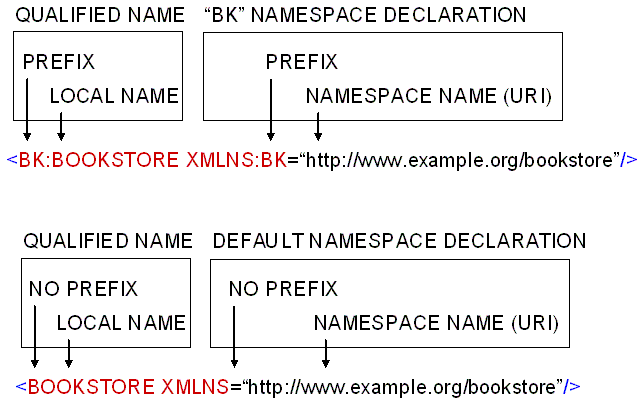 QUALIFIED NAME “BK” NAMESPACE DECLARATION
PREFIX PREFIX
LOCAL NAME NAMESPACE NAME (URI)
<BK:BOOKSTORE XMLNS:BK=“http://www.example.org/bookstore”/>
QUALIFIED NAME DEFAULT NAMESPACE DECLARATION
NO PREFIX NO PREFIX
LOCAL NAME NAMESPACE NAME (URI)
<BOOKSTORE XMLNS=“http://www.example.org/bookstore”/>